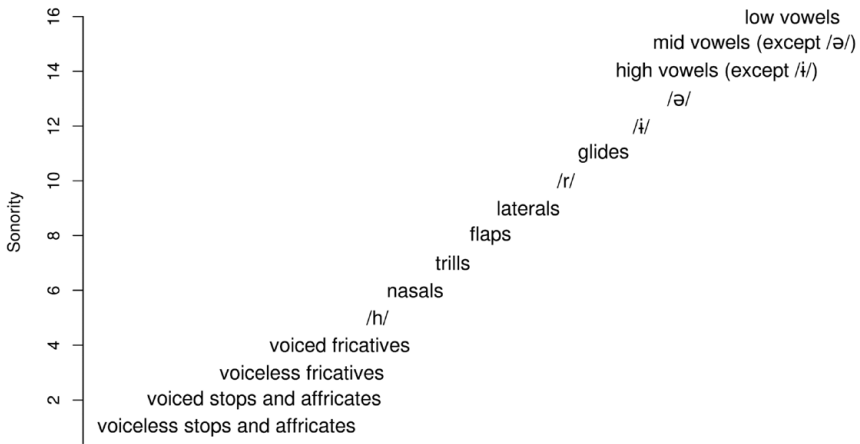 16
low vowels
mid vowels (except /ə/)
14
high vowels (except /ɨ/)
/ə/
12
/ɨ/
glides
10
/r/
laterals
8
flaps
trills
6
nasals
/h/
4
voiced fricatives
voiceless fricatives
2
voiced stops and affricates
voiceless stops and affricates
Sonority